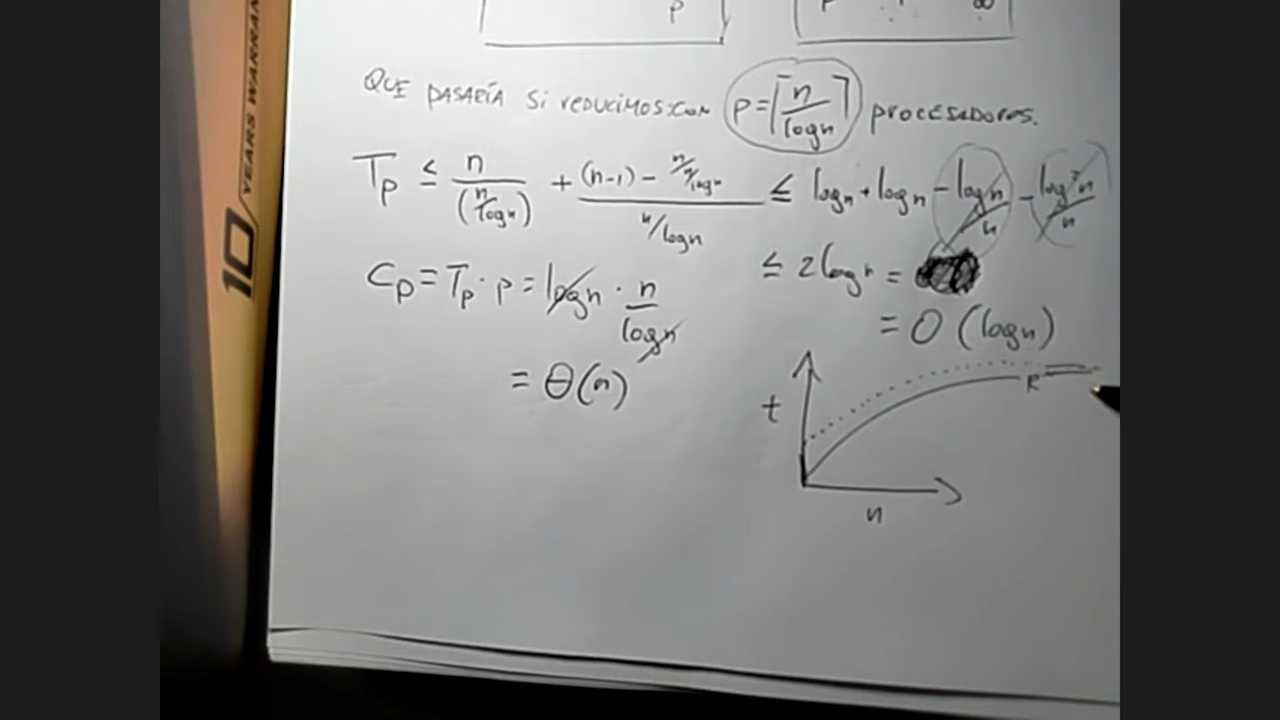 p
∞
QUE PASARÍA Si REDUCIMOS CON p = ⌈n/logn⌉ PROCESADORES.
Tp ≤ n/(n/logn) + ((n-1) - n/n/logn)/(n/logn) ≤ logn + logn - logn/n - log²n/n
≤ 2logn =
= O(logn)
Cp = Tp · p = logn · n/logn
= Θ(n)
t
n
10 YEARS WARRAN